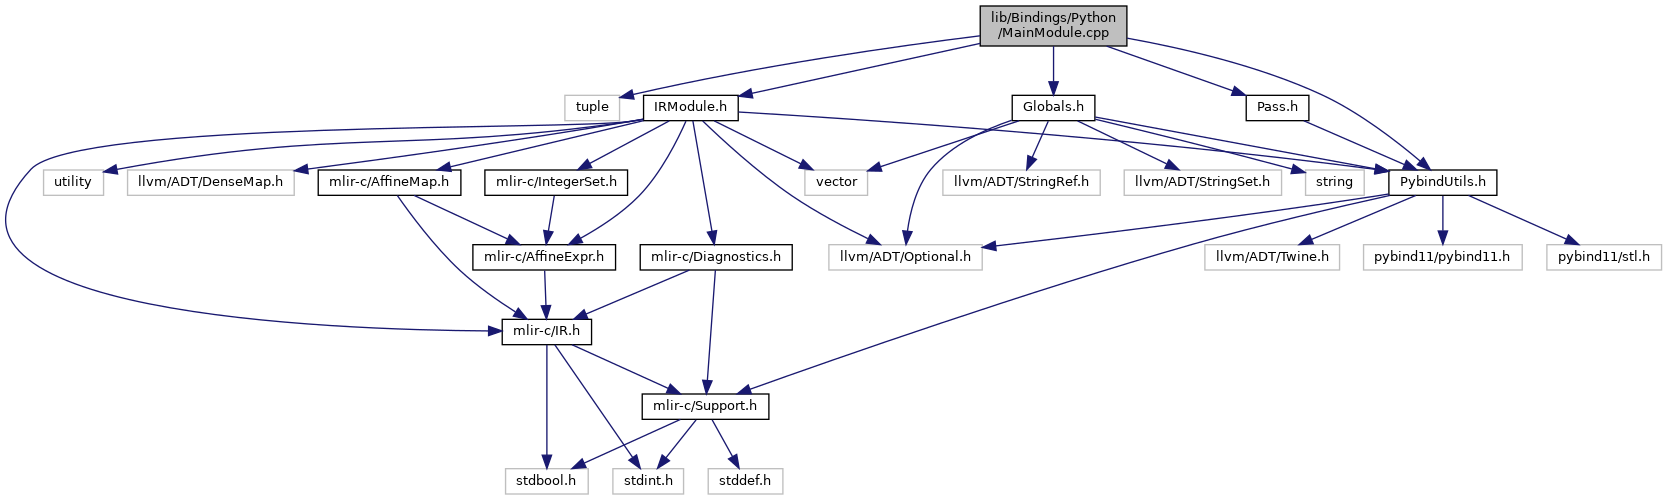 lib/Bindings/Python
/MainModule.cpp
tuple
IRModule.h
Globals.h
Pass.h
utility
llvm/ADT/DenseMap.h
mlir-c/AffineMap.h
mlir-c/IntegerSet.h
vector
llvm/ADT/StringRef.h
llvm/ADT/StringSet.h
string
PybindUtils.h
mlir-c/AffineExpr.h
mlir-c/Diagnostics.h
llvm/ADT/Optional.h
llvm/ADT/Twine.h
pybind11/pybind11.h
pybind11/stl.h
mlir-c/IR.h
mlir-c/Support.h
stdbool.h
stdint.h
stddef.h